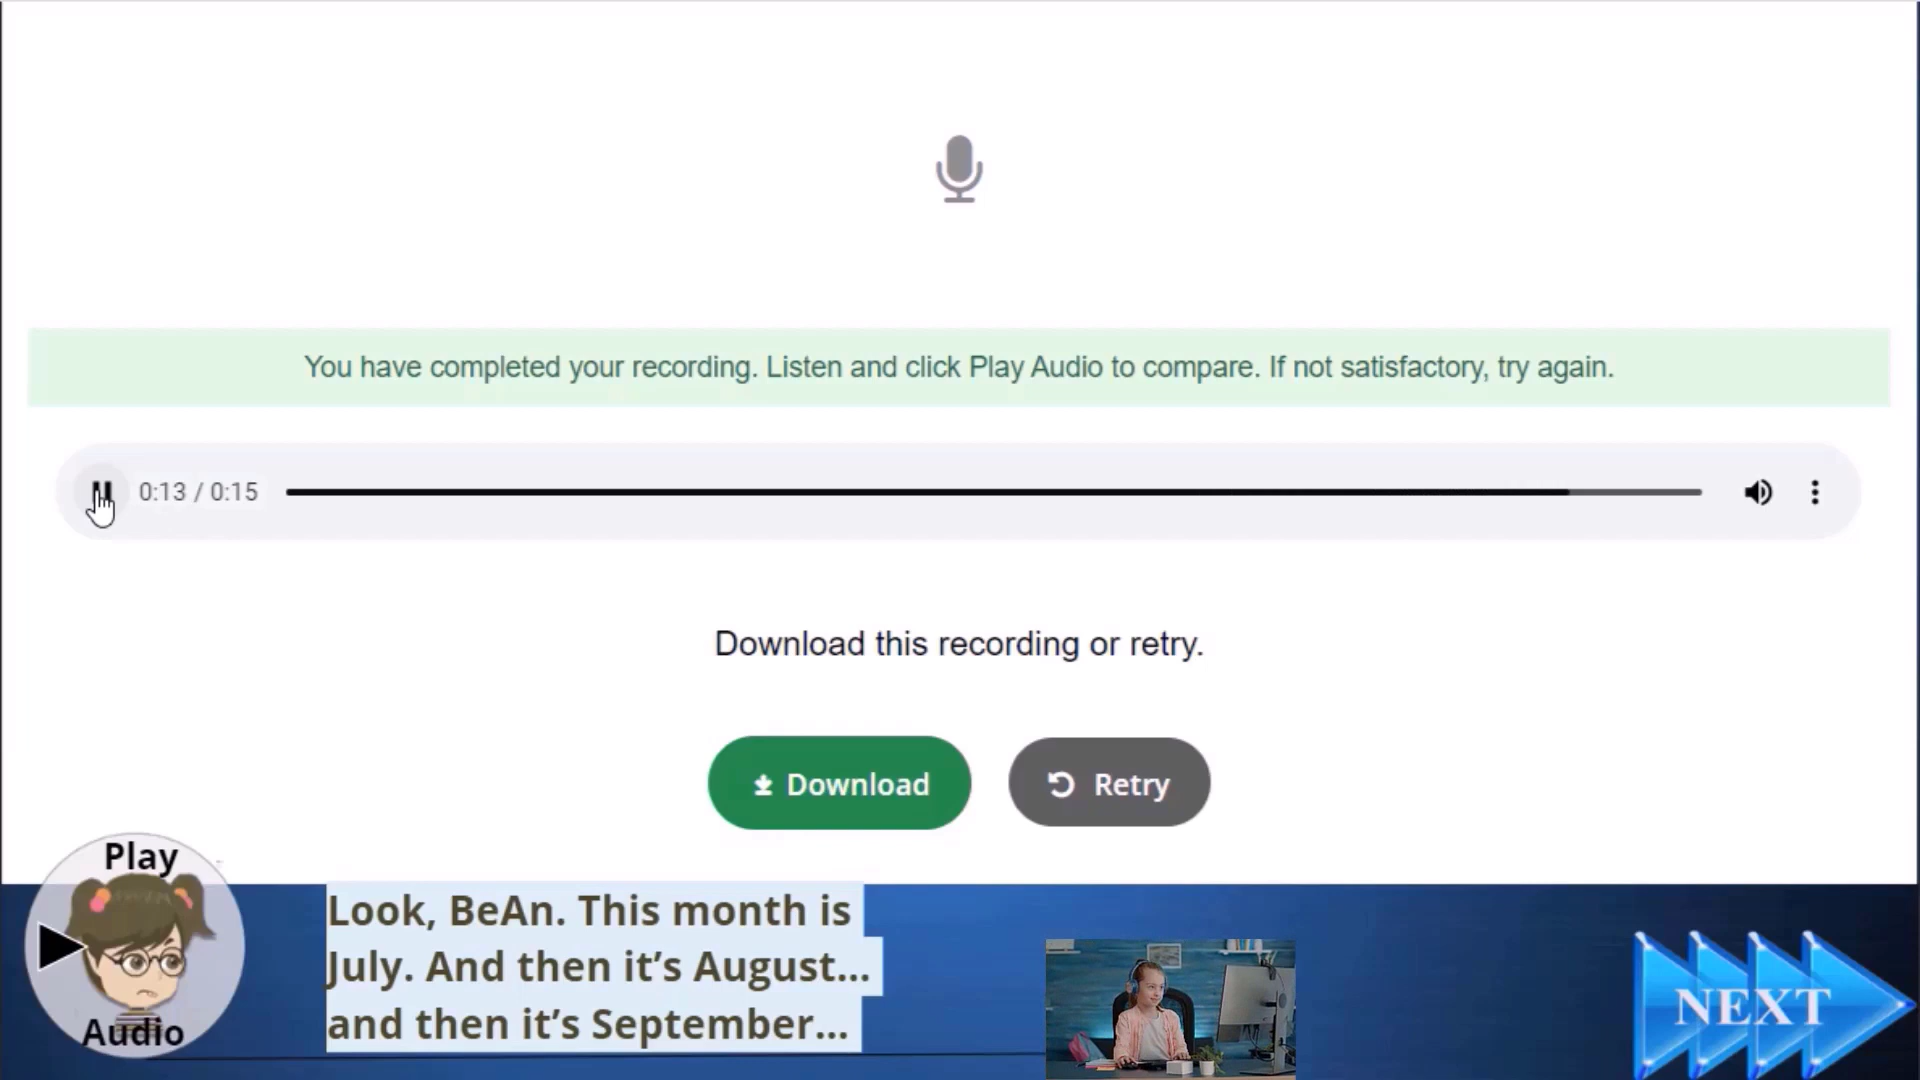 You have completed your recording. Listen and click Play Audio to compare. If not satisfactory, try again.
0:13 / 0:15
Download this recording or retry.
Download
Retry
Play
Audio
Look, BeAn. This month is
July. And then it’s August...
and then it’s September...
NEXT